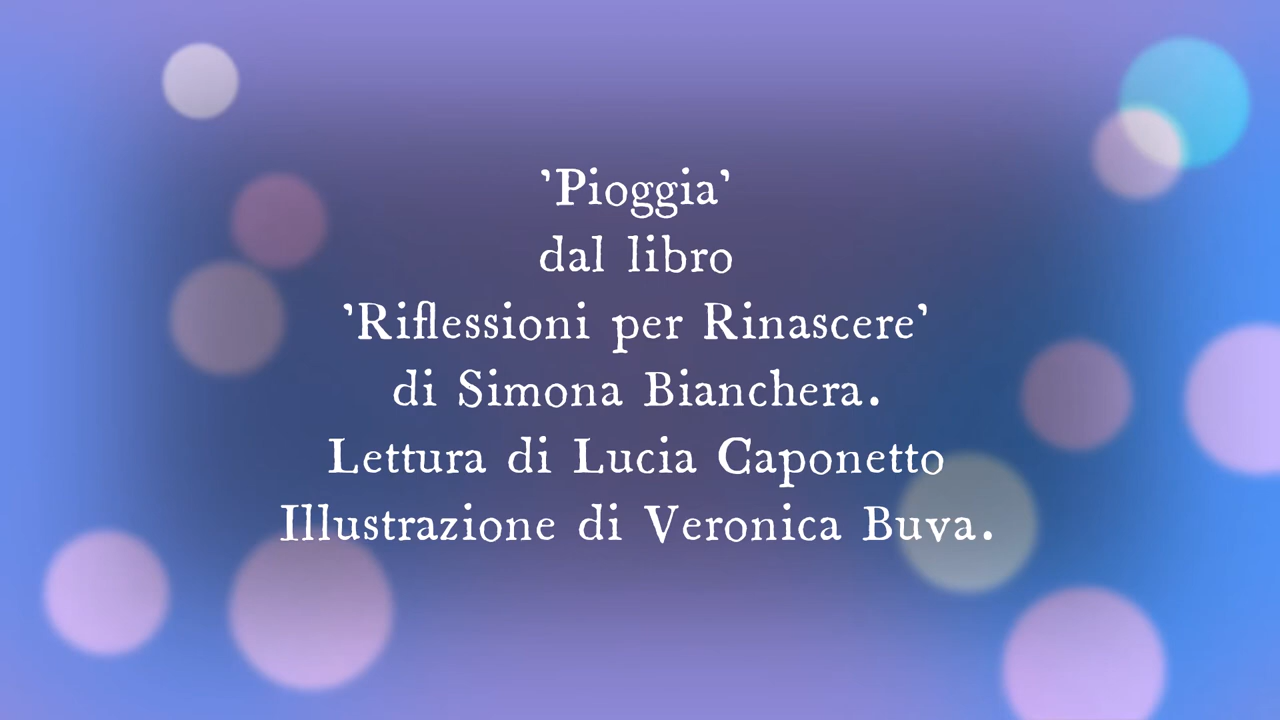 'Pioggia'
dal libro
'Riflessioni per Rinascere'
di Simona Bianchera.
Lettura di Lucia Caponetto
Illustrazione di Veronica Buva.